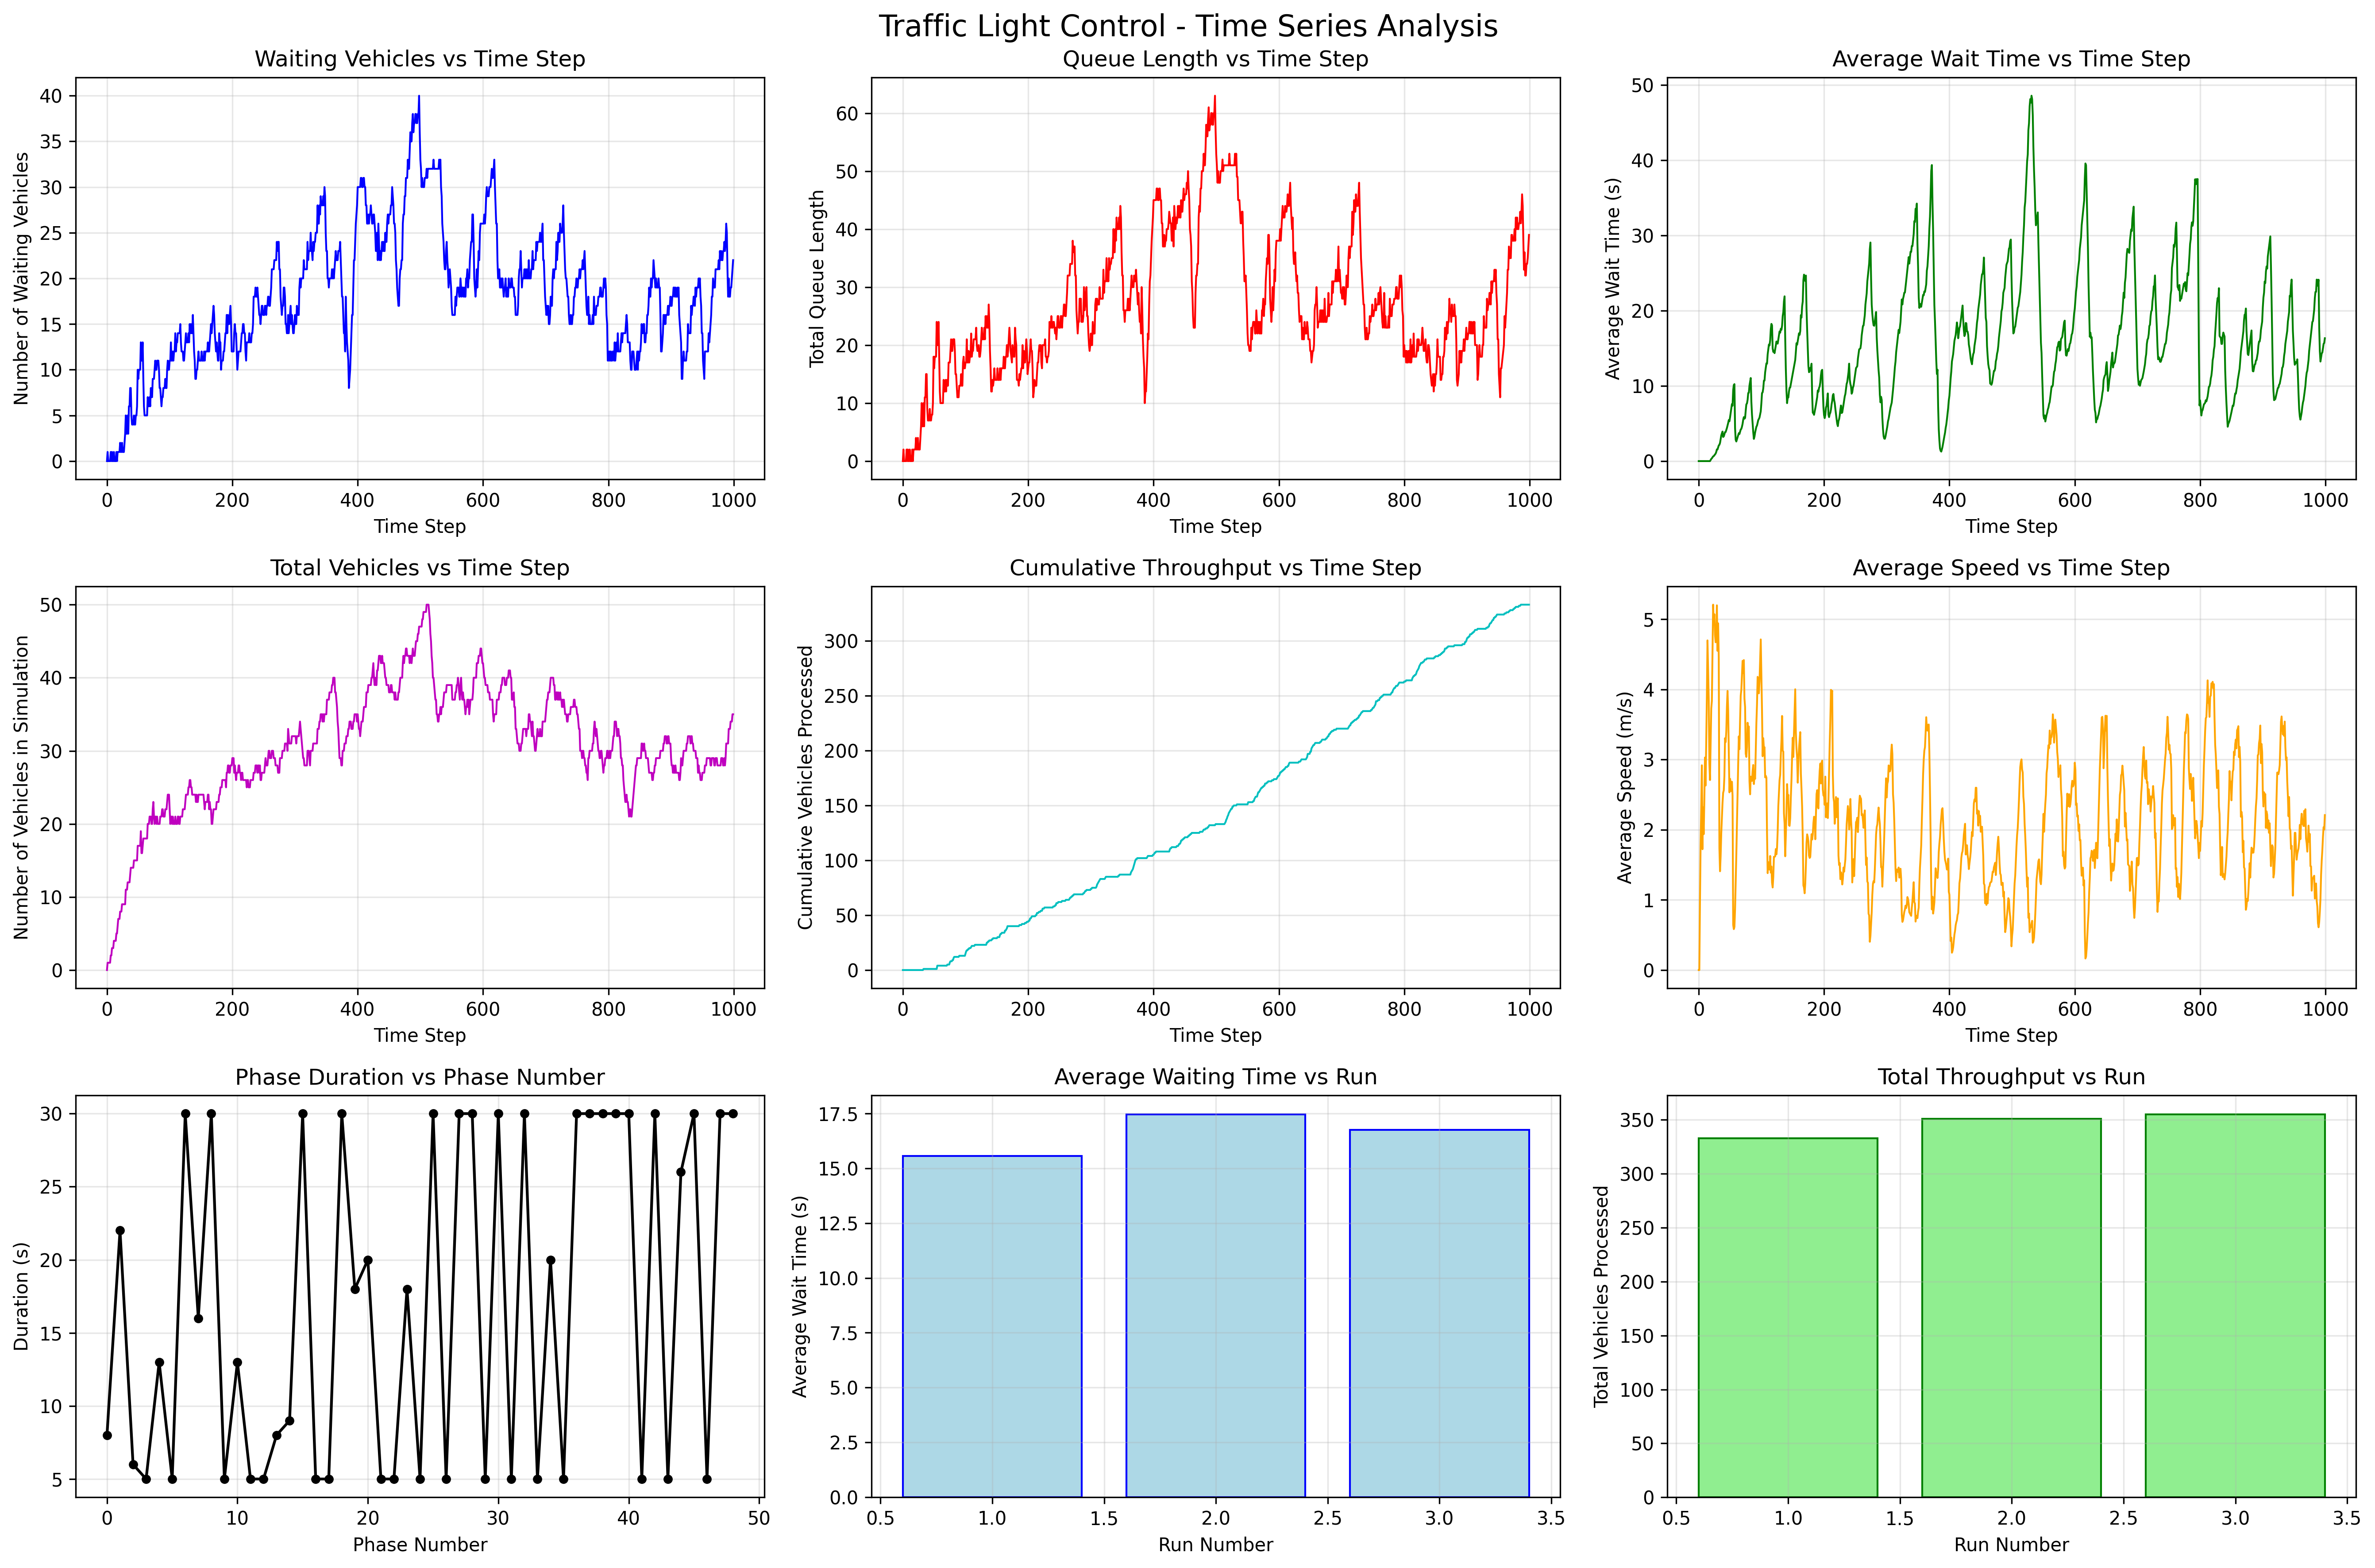 Traffic Light Control - Time Series Analysis
Waiting Vehicles vs Time Step
Number of Waiting Vehicles
40
35
30
25
20
15
10
5
0
0 200 400 600 800 1000
Time Step
Queue Length vs Time Step
Total Queue Length
60
50
40
30
20
10
0
0 200 400 600 800 1000
Time Step
Average Wait Time vs Time Step
Average Wait Time (s)
50
40
30
20
10
0
0 200 400 600 800 1000
Time Step
Total Vehicles vs Time Step
Number of Vehicles in Simulation
50
40
30
20
10
0
0 200 400 600 800 1000
Time Step
Cumulative Throughput vs Time Step
Cumulative Vehicles Processed
300
250
200
150
100
50
0
0 200 400 600 800 1000
Time Step
Average Speed vs Time Step
Average Speed (m/s)
5
4
3
2
1
0
0 200 400 600 800 1000
Time Step
Phase Duration vs Phase Number
Duration (s)
30
25
20
15
10
5
0 10 20 30 40 50
Phase Number
Average Waiting Time vs Run
Average Wait Time (s)
17.5
15.0
12.5
10.0
7.5
5.0
2.5
0.0
0.5 1.0 1.5 2.0 2.5 3.0 3.5
Run Number
Total Throughput vs Run
Total Vehicles Processed
350
300
250
200
150
100
50
0
0.5 1.0 1.5 2.0 2.5 3.0 3.5
Run Number